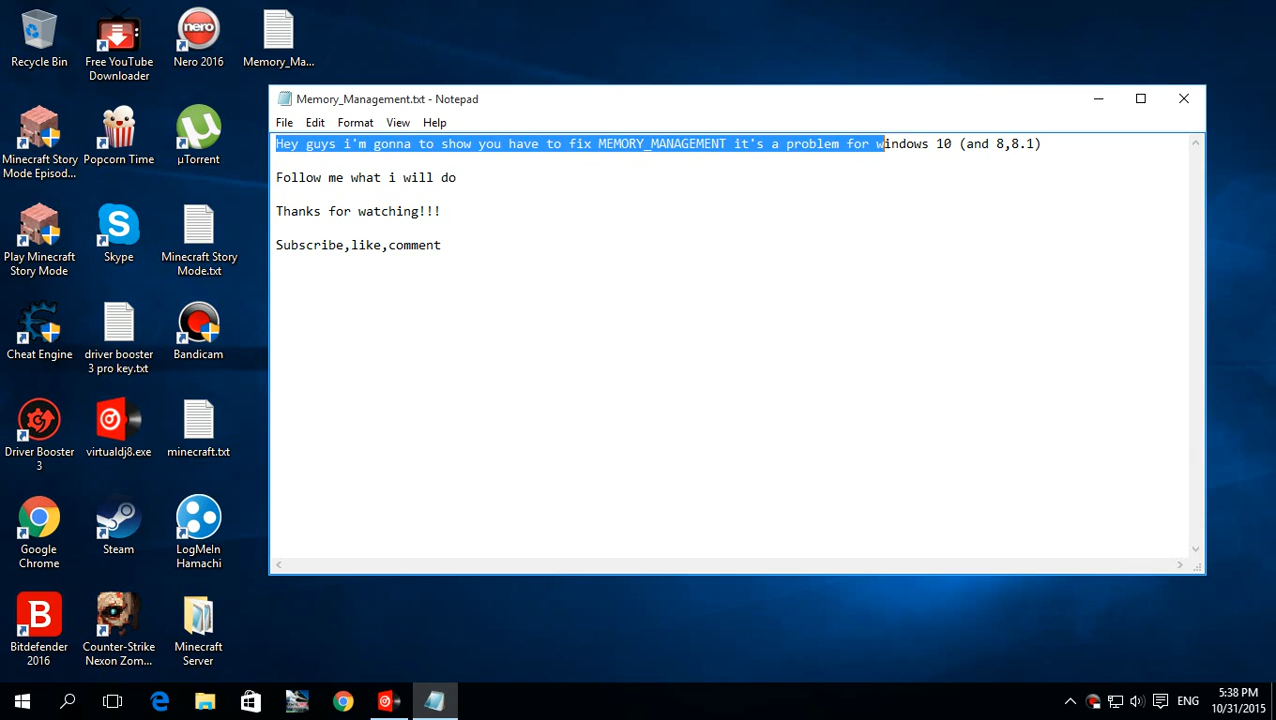 Recycle Bin
Free YouTube
Downloader
nero
Nero 2016
Memory_Ma...
Minecraft Story
Mode Episod...
Popcorn Time
µ
µTorrent
Play Minecraft
Story Mode
S
Skype
Minecraft Story
Mode.txt
Cheat Engine
driver booster
3 pro key.txt
Bandicam
Driver Booster
3
virtualdj8.exe
minecraft.txt
Google
Chrome
Steam
LogMeIn
Hamachi
B
Bitdefender
2016
Counter-Strike
Nexon Zom...
Minecraft
Server
Memory_Management.txt - Notepad
File Edit Format View Help
Hey guys i'm gonna to show you have to fix MEMORY_MANAGEMENT it's a problem for windows 10 (and 8,8.1)
Follow me what i will do
Thanks for watching!!!
Subscribe,like,comment
ENG
5:38 PM
10/31/2015